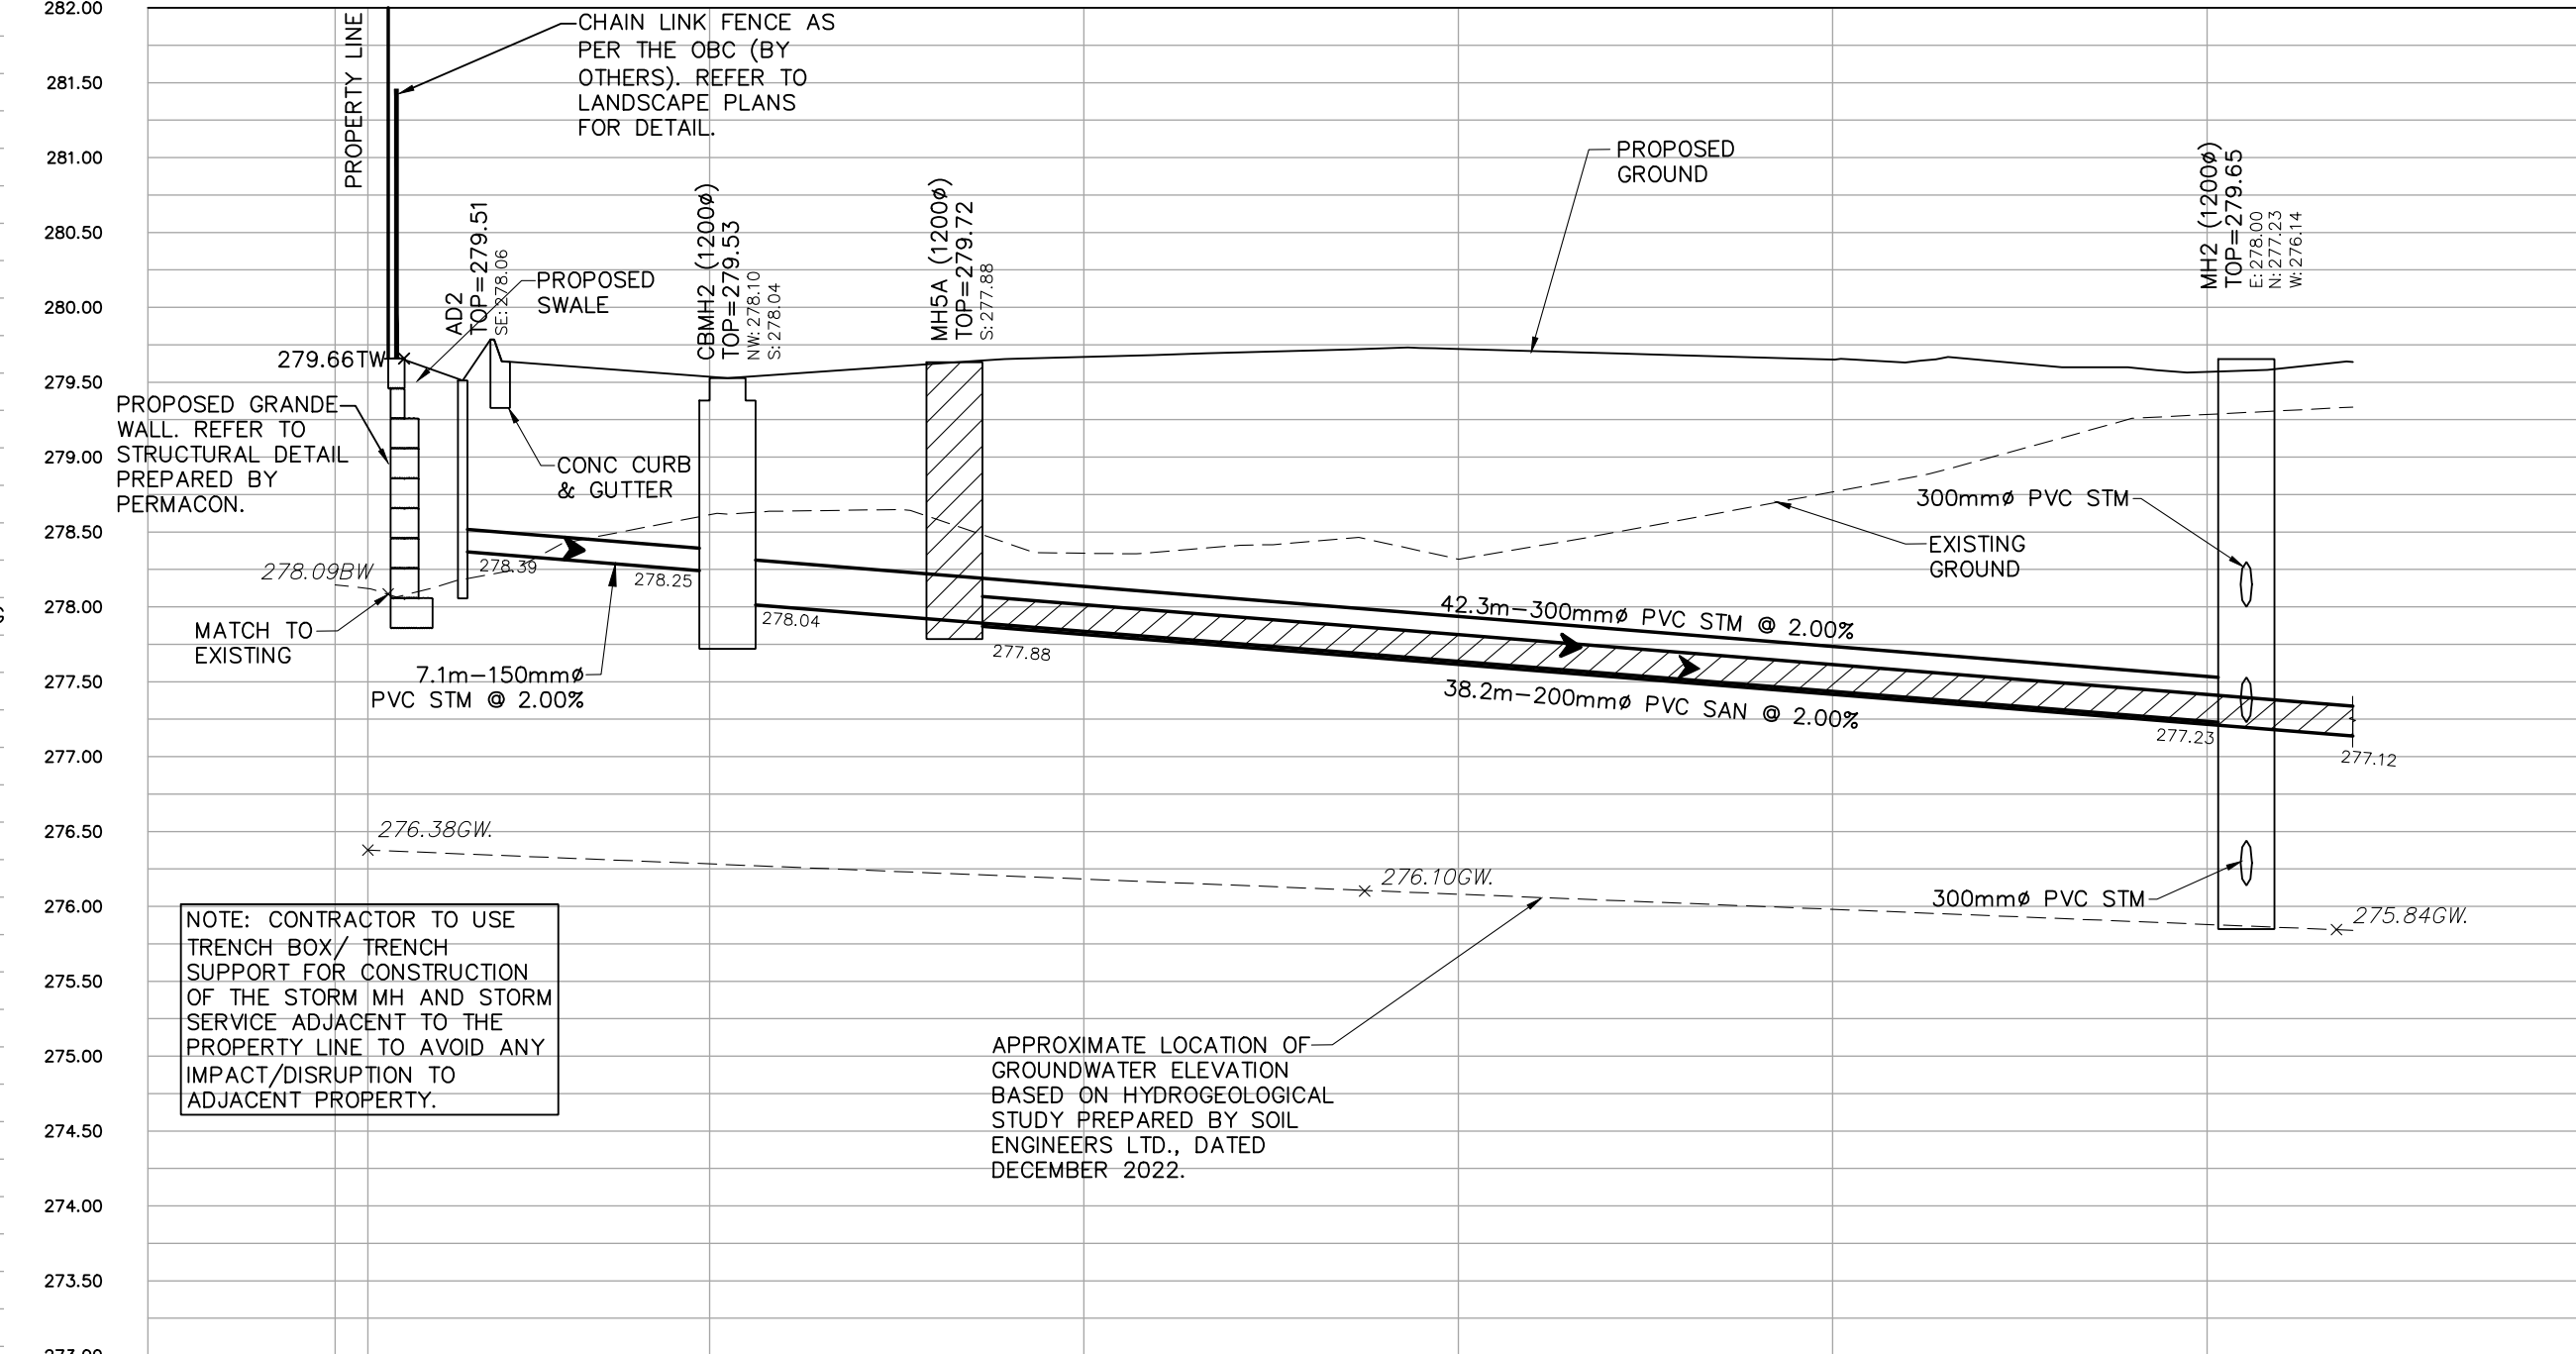 282.00
281.50
281.00
280.50
280.00
279.50
279.00
278.50
278.00
277.50
277.00
276.50
276.00
275.50
275.00
274.50
274.00
273.50
PROPERTY LINE
CHAIN LINK FENCE AS
PER THE OBC (BY
OTHERS). REFER TO
LANDSCAPE PLANS
FOR DETAIL.
279.66TW
PROPOSED GRANDE
WALL. REFER TO
STRUCTURAL DETAIL
PREPARED BY
PERMACON.
278.09BW
MATCH TO
EXISTING
AD2
TOP=279.51
SE: 278.06
PROPOSED
SWALE
CONC CURB
& GUTTER
278.39
278.25
7.1m-150mmø
PVC STM @ 2.00%
CBMH2 (1200ø)
TOP=279.53
NW: 278.10
S: 278.04
278.04
MH5A (1200ø)
TOP=279.72
S: 277.88
277.88
PROPOSED
GROUND
42.3m-300mmø PVC STM @ 2.00%
38.2m-200mmø PVC SAN @ 2.00%
EXISTING
GROUND
300mmø PVC STM
MH2 (1200ø)
TOP=279.65
E: 278.00
N: 277.23
W: 276.14
277.23
277.12
300mmø PVC STM
276.38GW.
276.10GW.
275.84GW.
NOTE: CONTRACTOR TO USE
TRENCH BOX/ TRENCH
SUPPORT FOR CONSTRUCTION
OF THE STORM MH AND STORM
SERVICE ADJACENT TO THE
PROPERTY LINE TO AVOID ANY
IMPACT/DISRUPTION TO
ADJACENT PROPERTY.
APPROXIMATE LOCATION OF
GROUNDWATER ELEVATION
BASED ON HYDROGEOLOGICAL
STUDY PREPARED BY SOIL
ENGINEERS LTD., DATED
DECEMBER 2022.